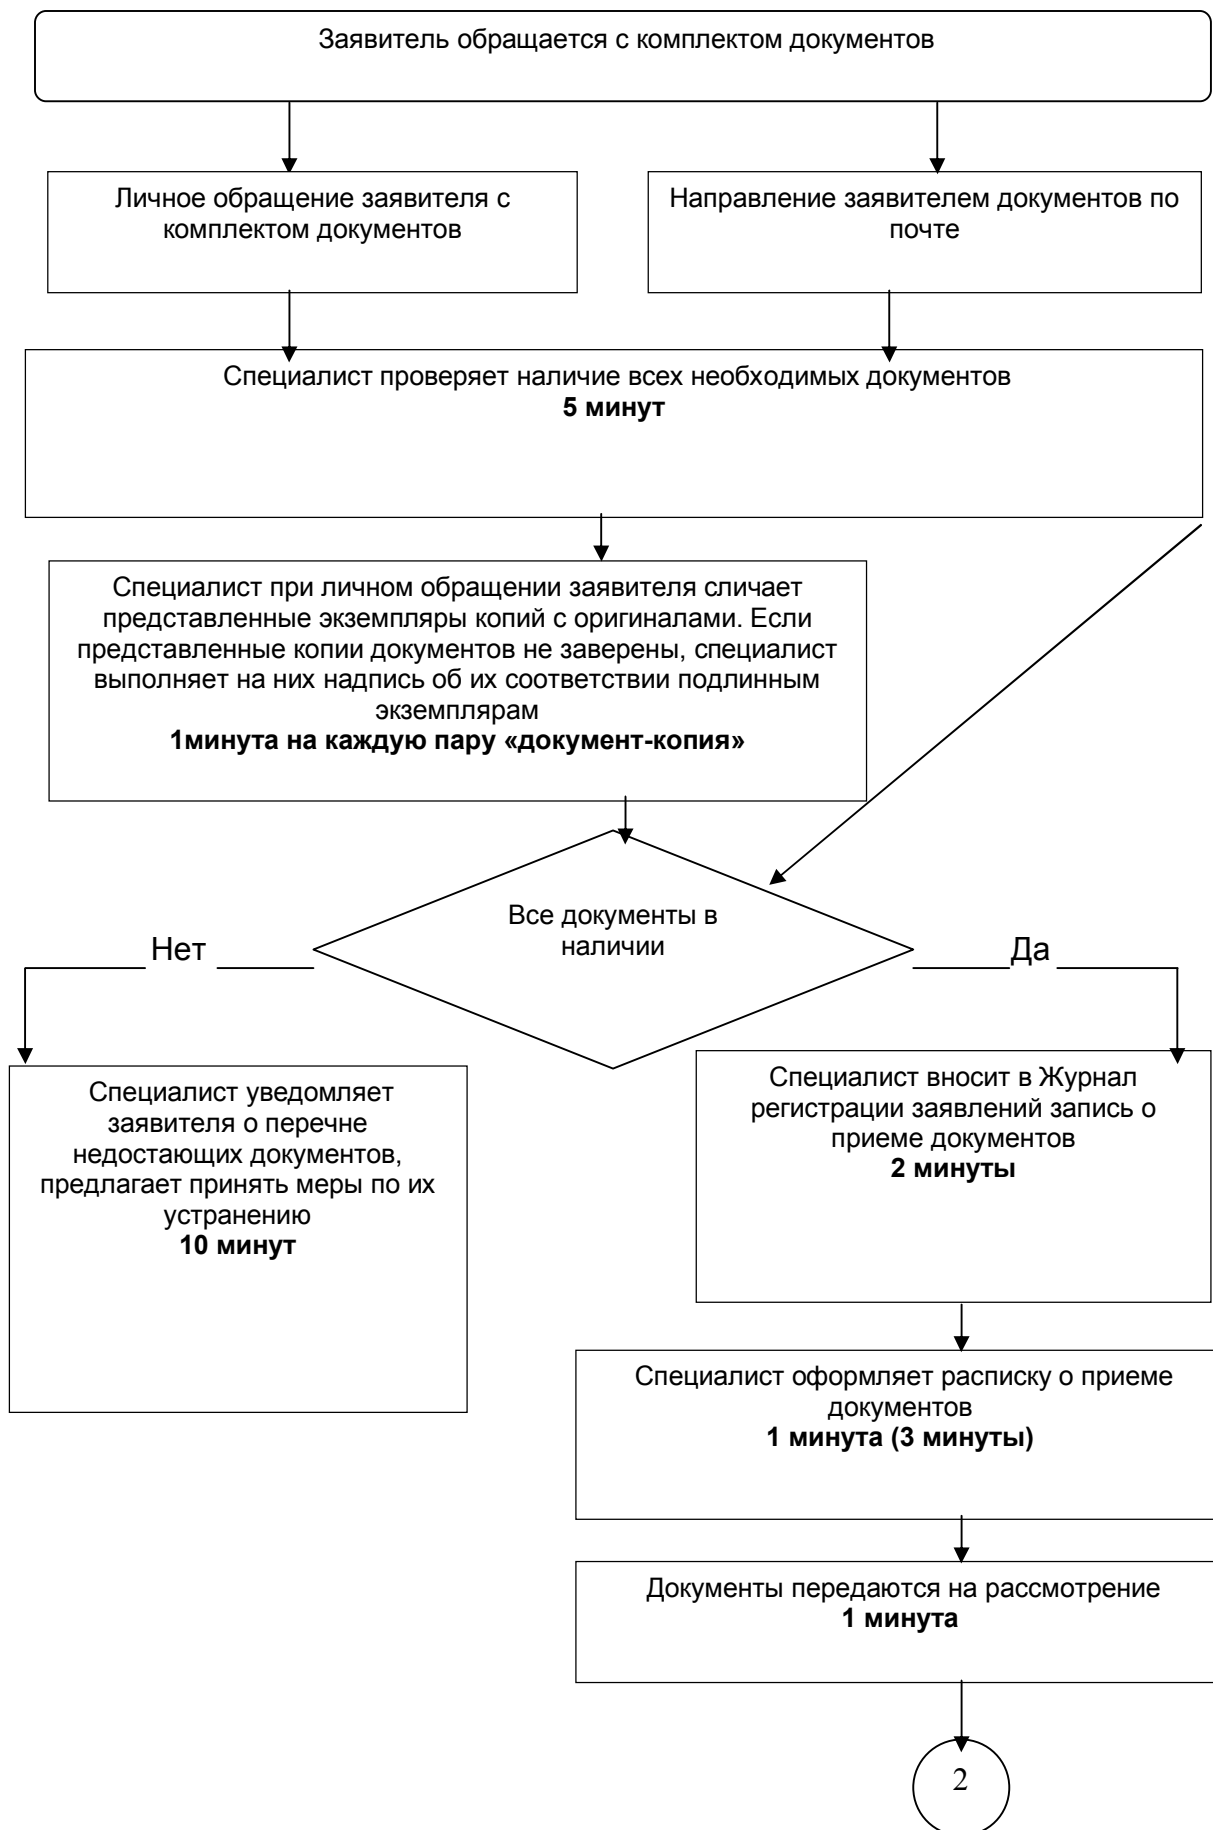 Заявитель обращается с комплектом документов
Личное обращение заявителя с
комплектом документов
Направление заявителем документов по
почте
Специалист проверяет наличие всех необходимых документов
5 минут
Специалист при личном обращении заявителя сличает
представленные экземпляры копий с оригиналами. Если
представленные копии документов не заверены, специалист
выполняет на них надпись об их соответствии подлинным
экземплярам
1минута на каждую пару «документ-копия»
Все документы в
наличии
Нет
Да
Специалист уведомляет
заявителя о перечне
недостающих документов,
предлагает принять меры по их
устранению
10 минут
Специалист вносит в Журнал
регистрации заявлений запись о
приеме документов
2 минуты
Специалист оформляет расписку о приеме
документов
1 минута (3 минуты)
Документы передаются на рассмотрение
1 минута
2